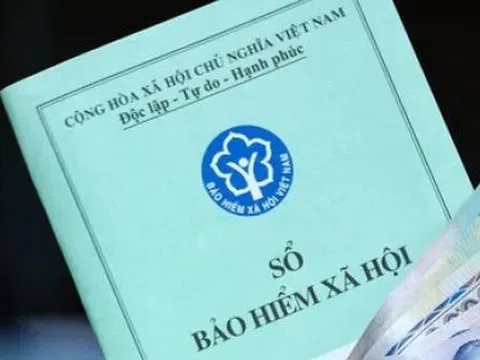 CỘNG HÒA XÃ HỘI CHỦ NGHĨA VIỆT NAM
Độc lập - Tự do - Hạnh phúc
BẢO HIỂM XÃ HỘI VIỆT NAM
SỔ
BẢO HIỂM XÃ HỘI